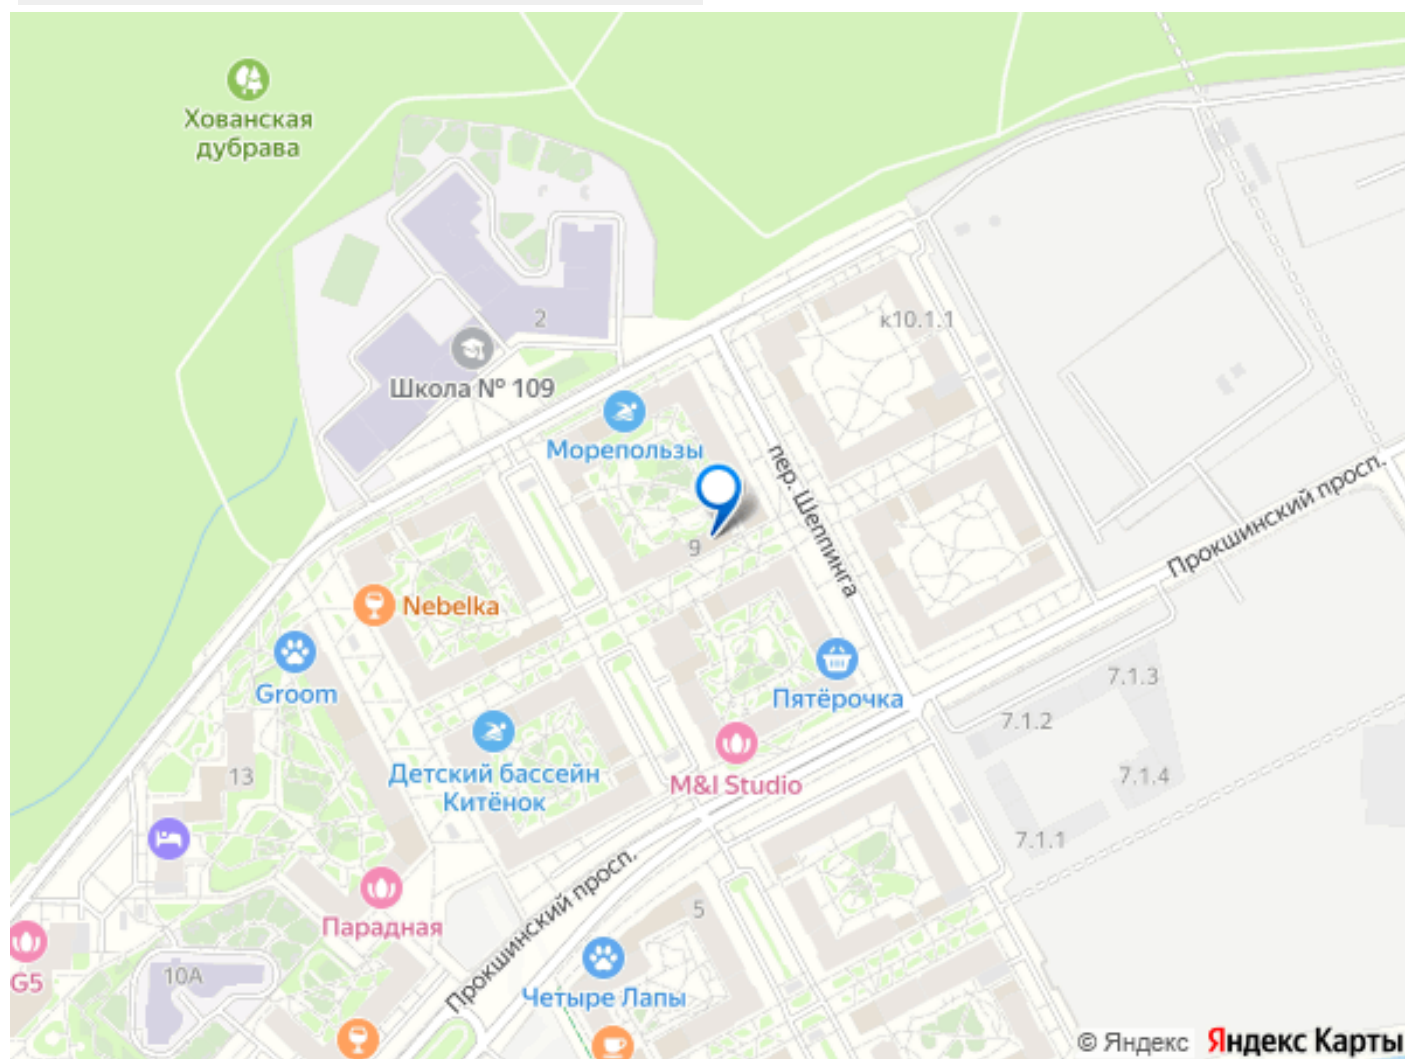 Хованская
дубрава
к10.1.1
2
Школа № 109
Морепользы
пер. Шеппинга
Прокшинский просп.
9
Nebelka
Groom
Пятёрочка
7.1.3
7.1.2
13
Детский бассейн
Китёнок
M&I Studio
7.1.4
7.1.1
Прокшинский просп.
Парадная
5
G5
10А
Четыре Лапы
© Яндекс Яндекс Карты